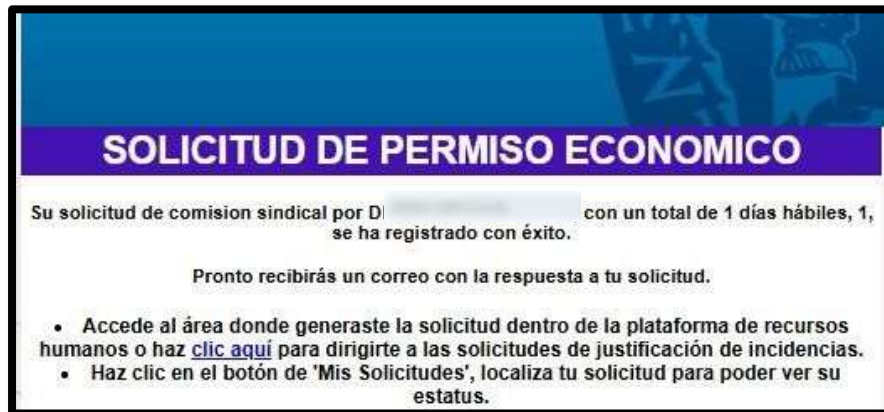 SOLICITUD DE PERMISO ECONOMICO
Su solicitud de comision sindical por D con un total de 1 días hábiles, 1,
se ha registrado con éxito.
Pronto recibirás un correo con la respuesta a tu solicitud.
• Accede al área donde generaste la solicitud dentro de la plataforma de recursos
humanos o haz clic aquí para dirigirte a las solicitudes de justificación de incidencias.
• Haz clic en el botón de 'Mis Solicitudes', localiza tu solicitud para poder ver su
estatus.